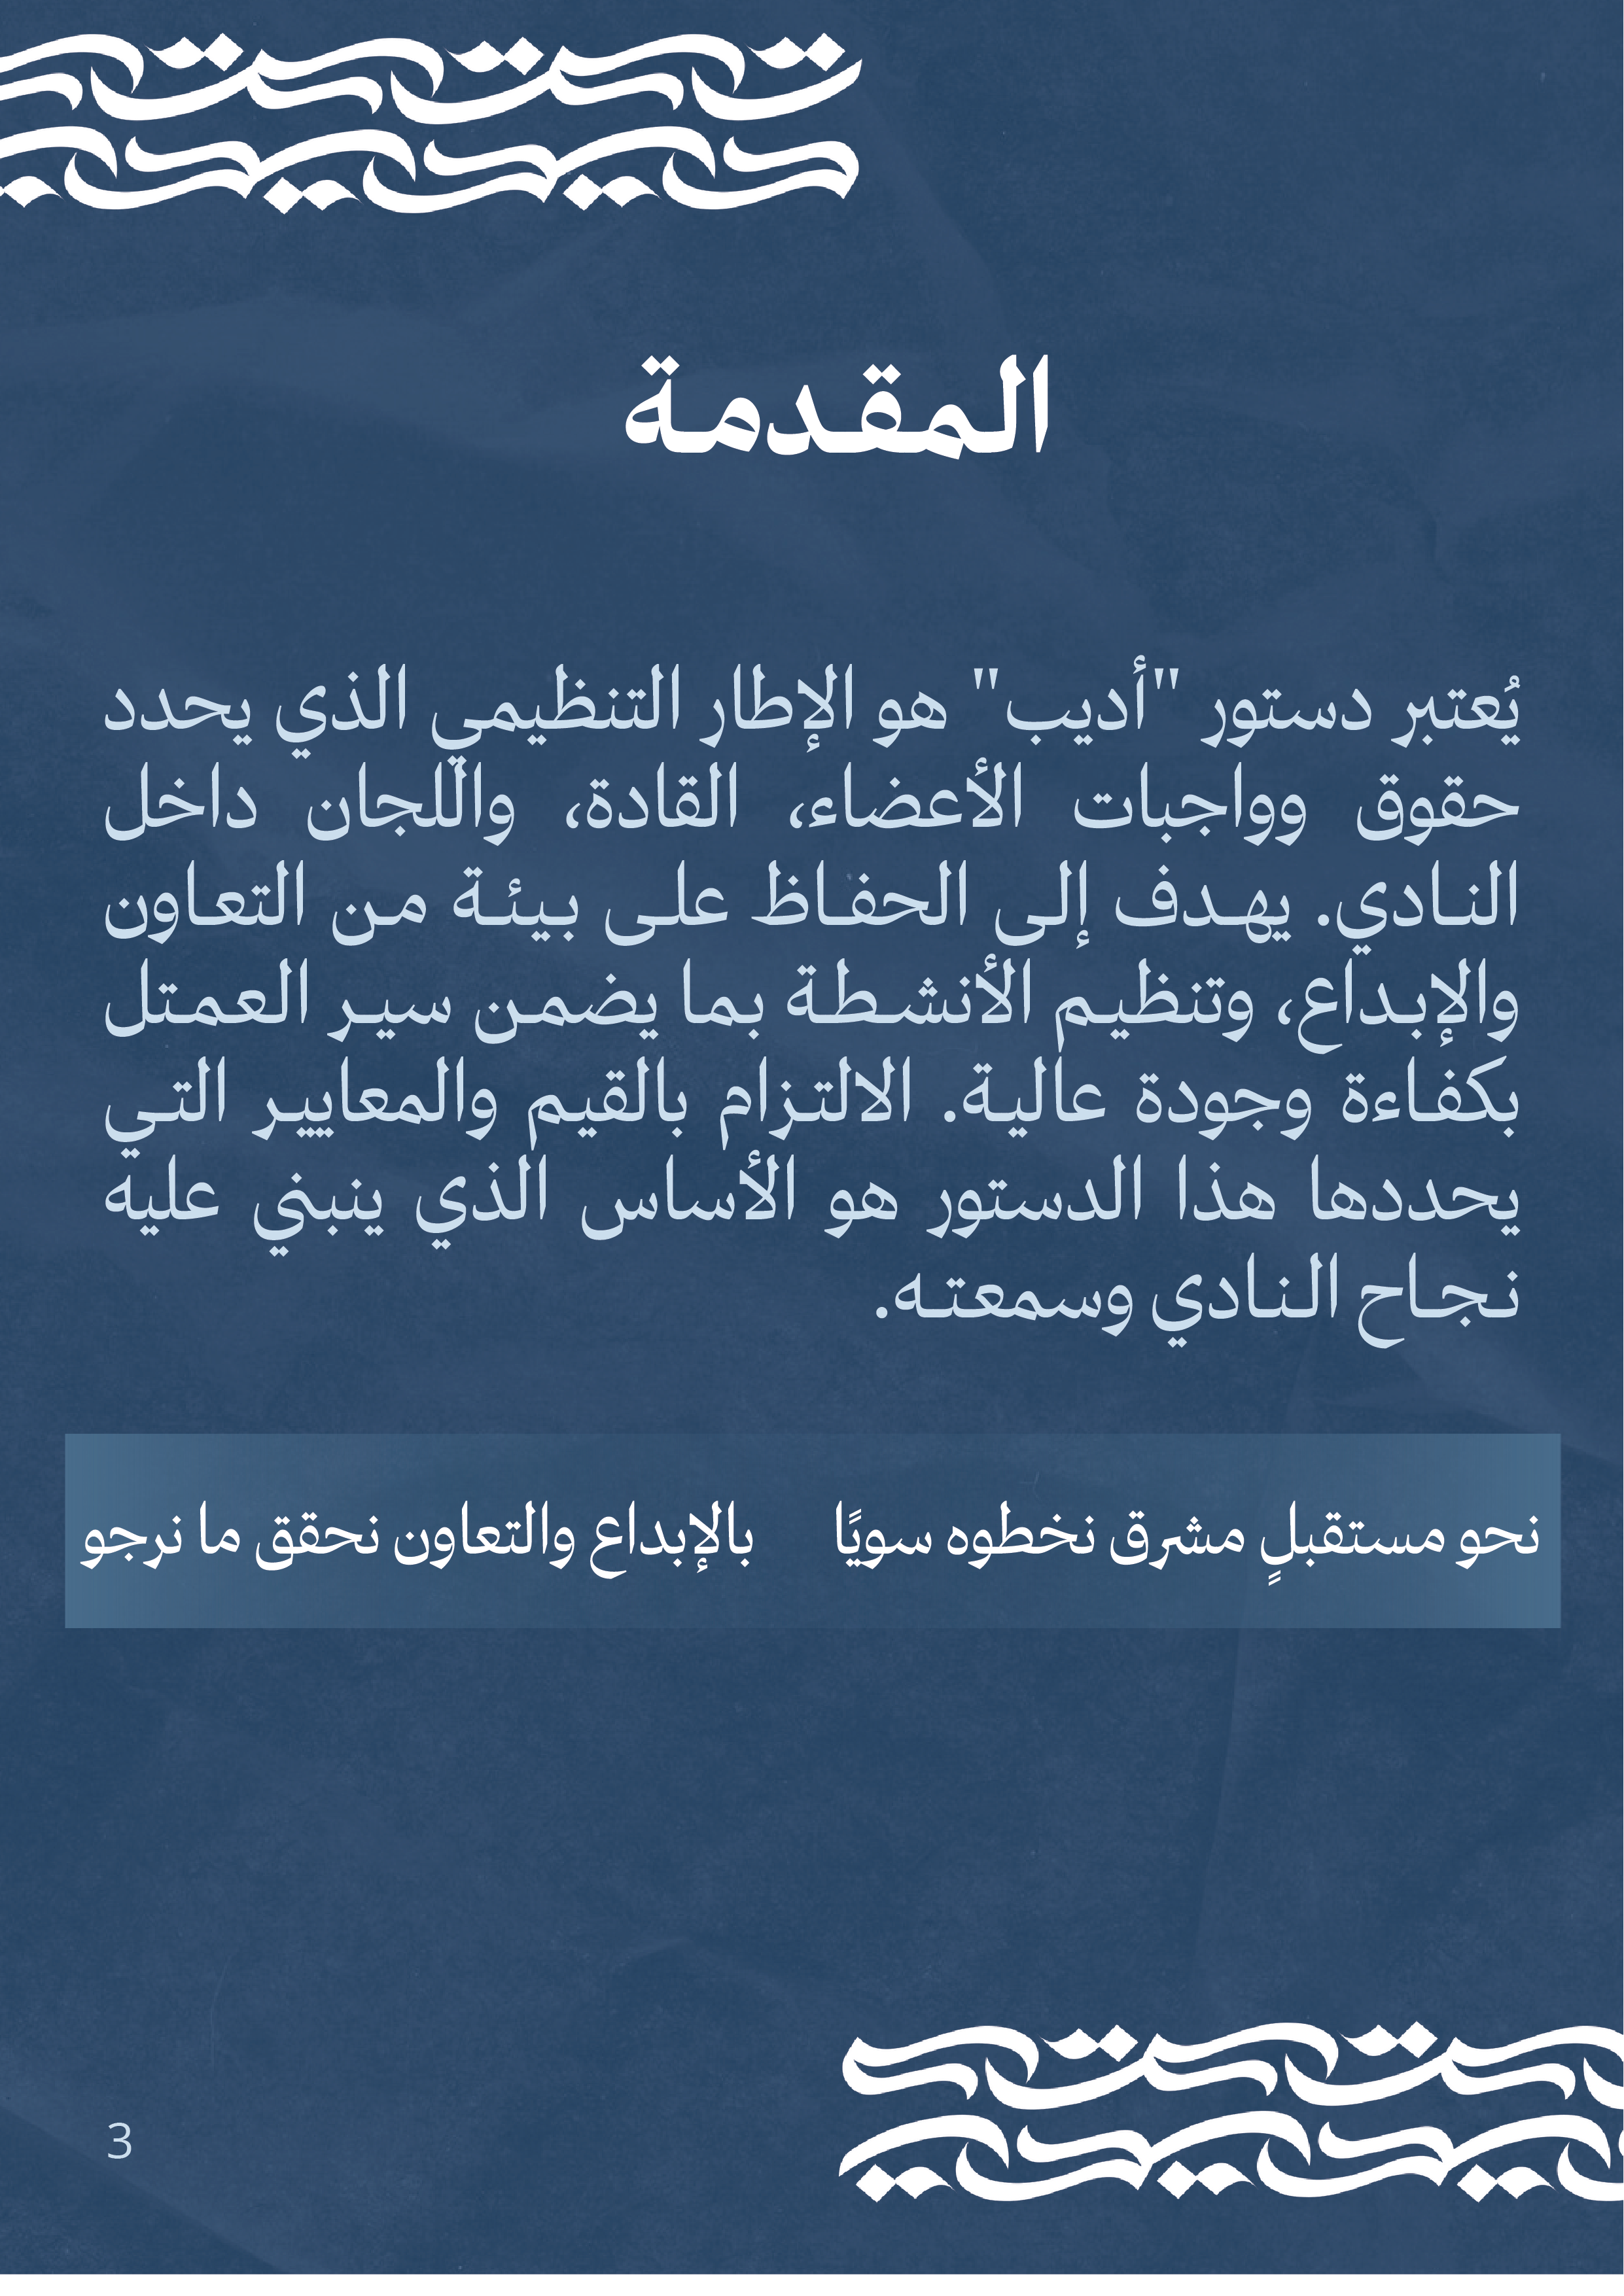 المقدمة
يُعتبر دستور "أديب" هو الإطار التنظيمي الذي يحدد
حقوق وواجبات الأعضاء، القادة، واللجان داخل
النادي. يهدف إلى الحفاظ على بيئة من التعاون
والإبداع، وتنظيم الأنشطة بما يضمن سير العمتل
بكفاءة وجودة عالية. الالتزام بالقيم والمعايير التي
يحددها هذا الدستور هو الأساس الذي ينبني عليه
نجاح النادي وسمعته.
نحو مستقبلٍ مشرق نخطوه سويًا بالإبداع والتعاون نحقق ما نرجو
3